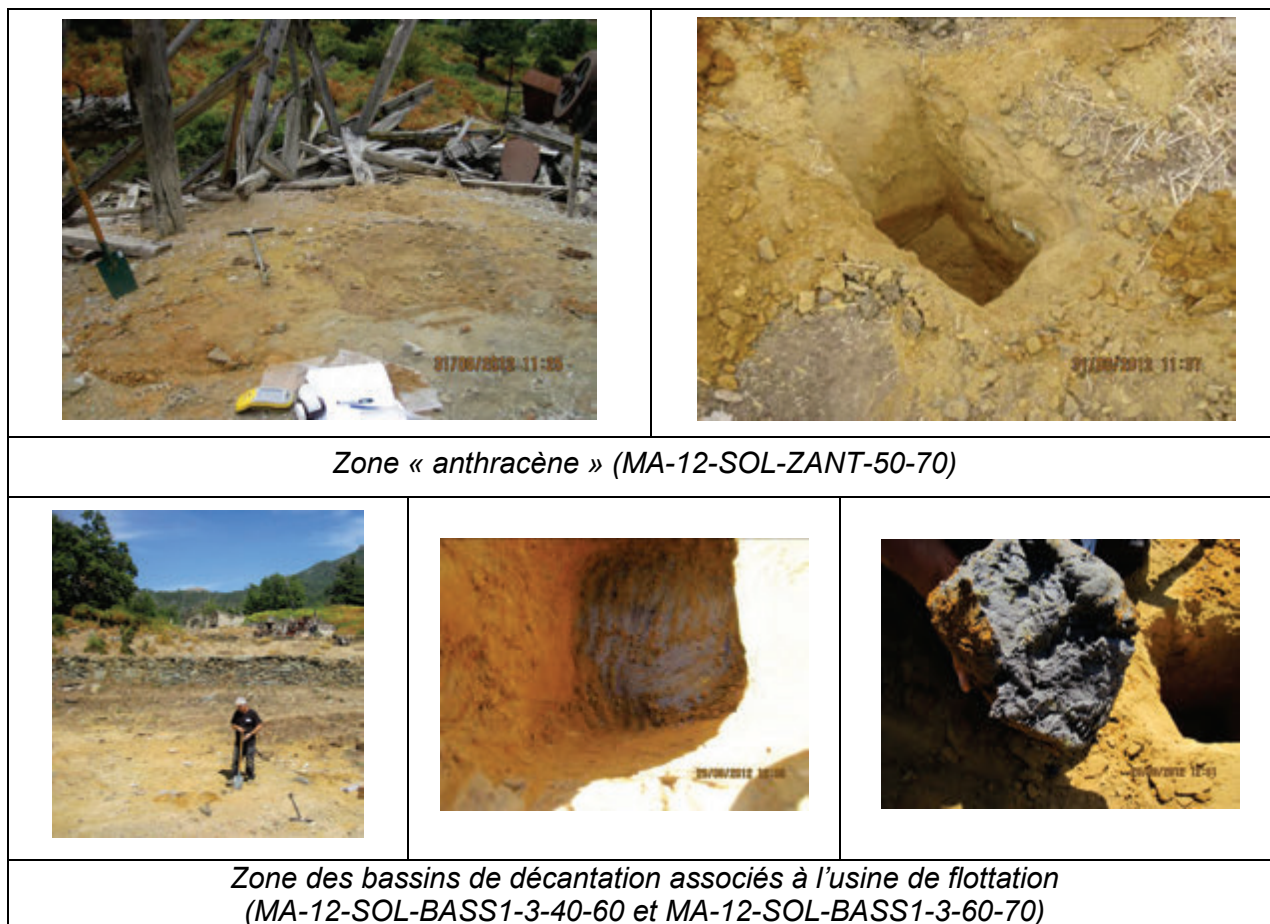 Zone « anthracène » (MA-12-SOL-ZANT-50-70)
Zone des bassins de décantation associés à l'usine de flottation
(MA-12-SOL-BASS1-3-40-60 et MA-12-SOL-BASS1-3-60-70)